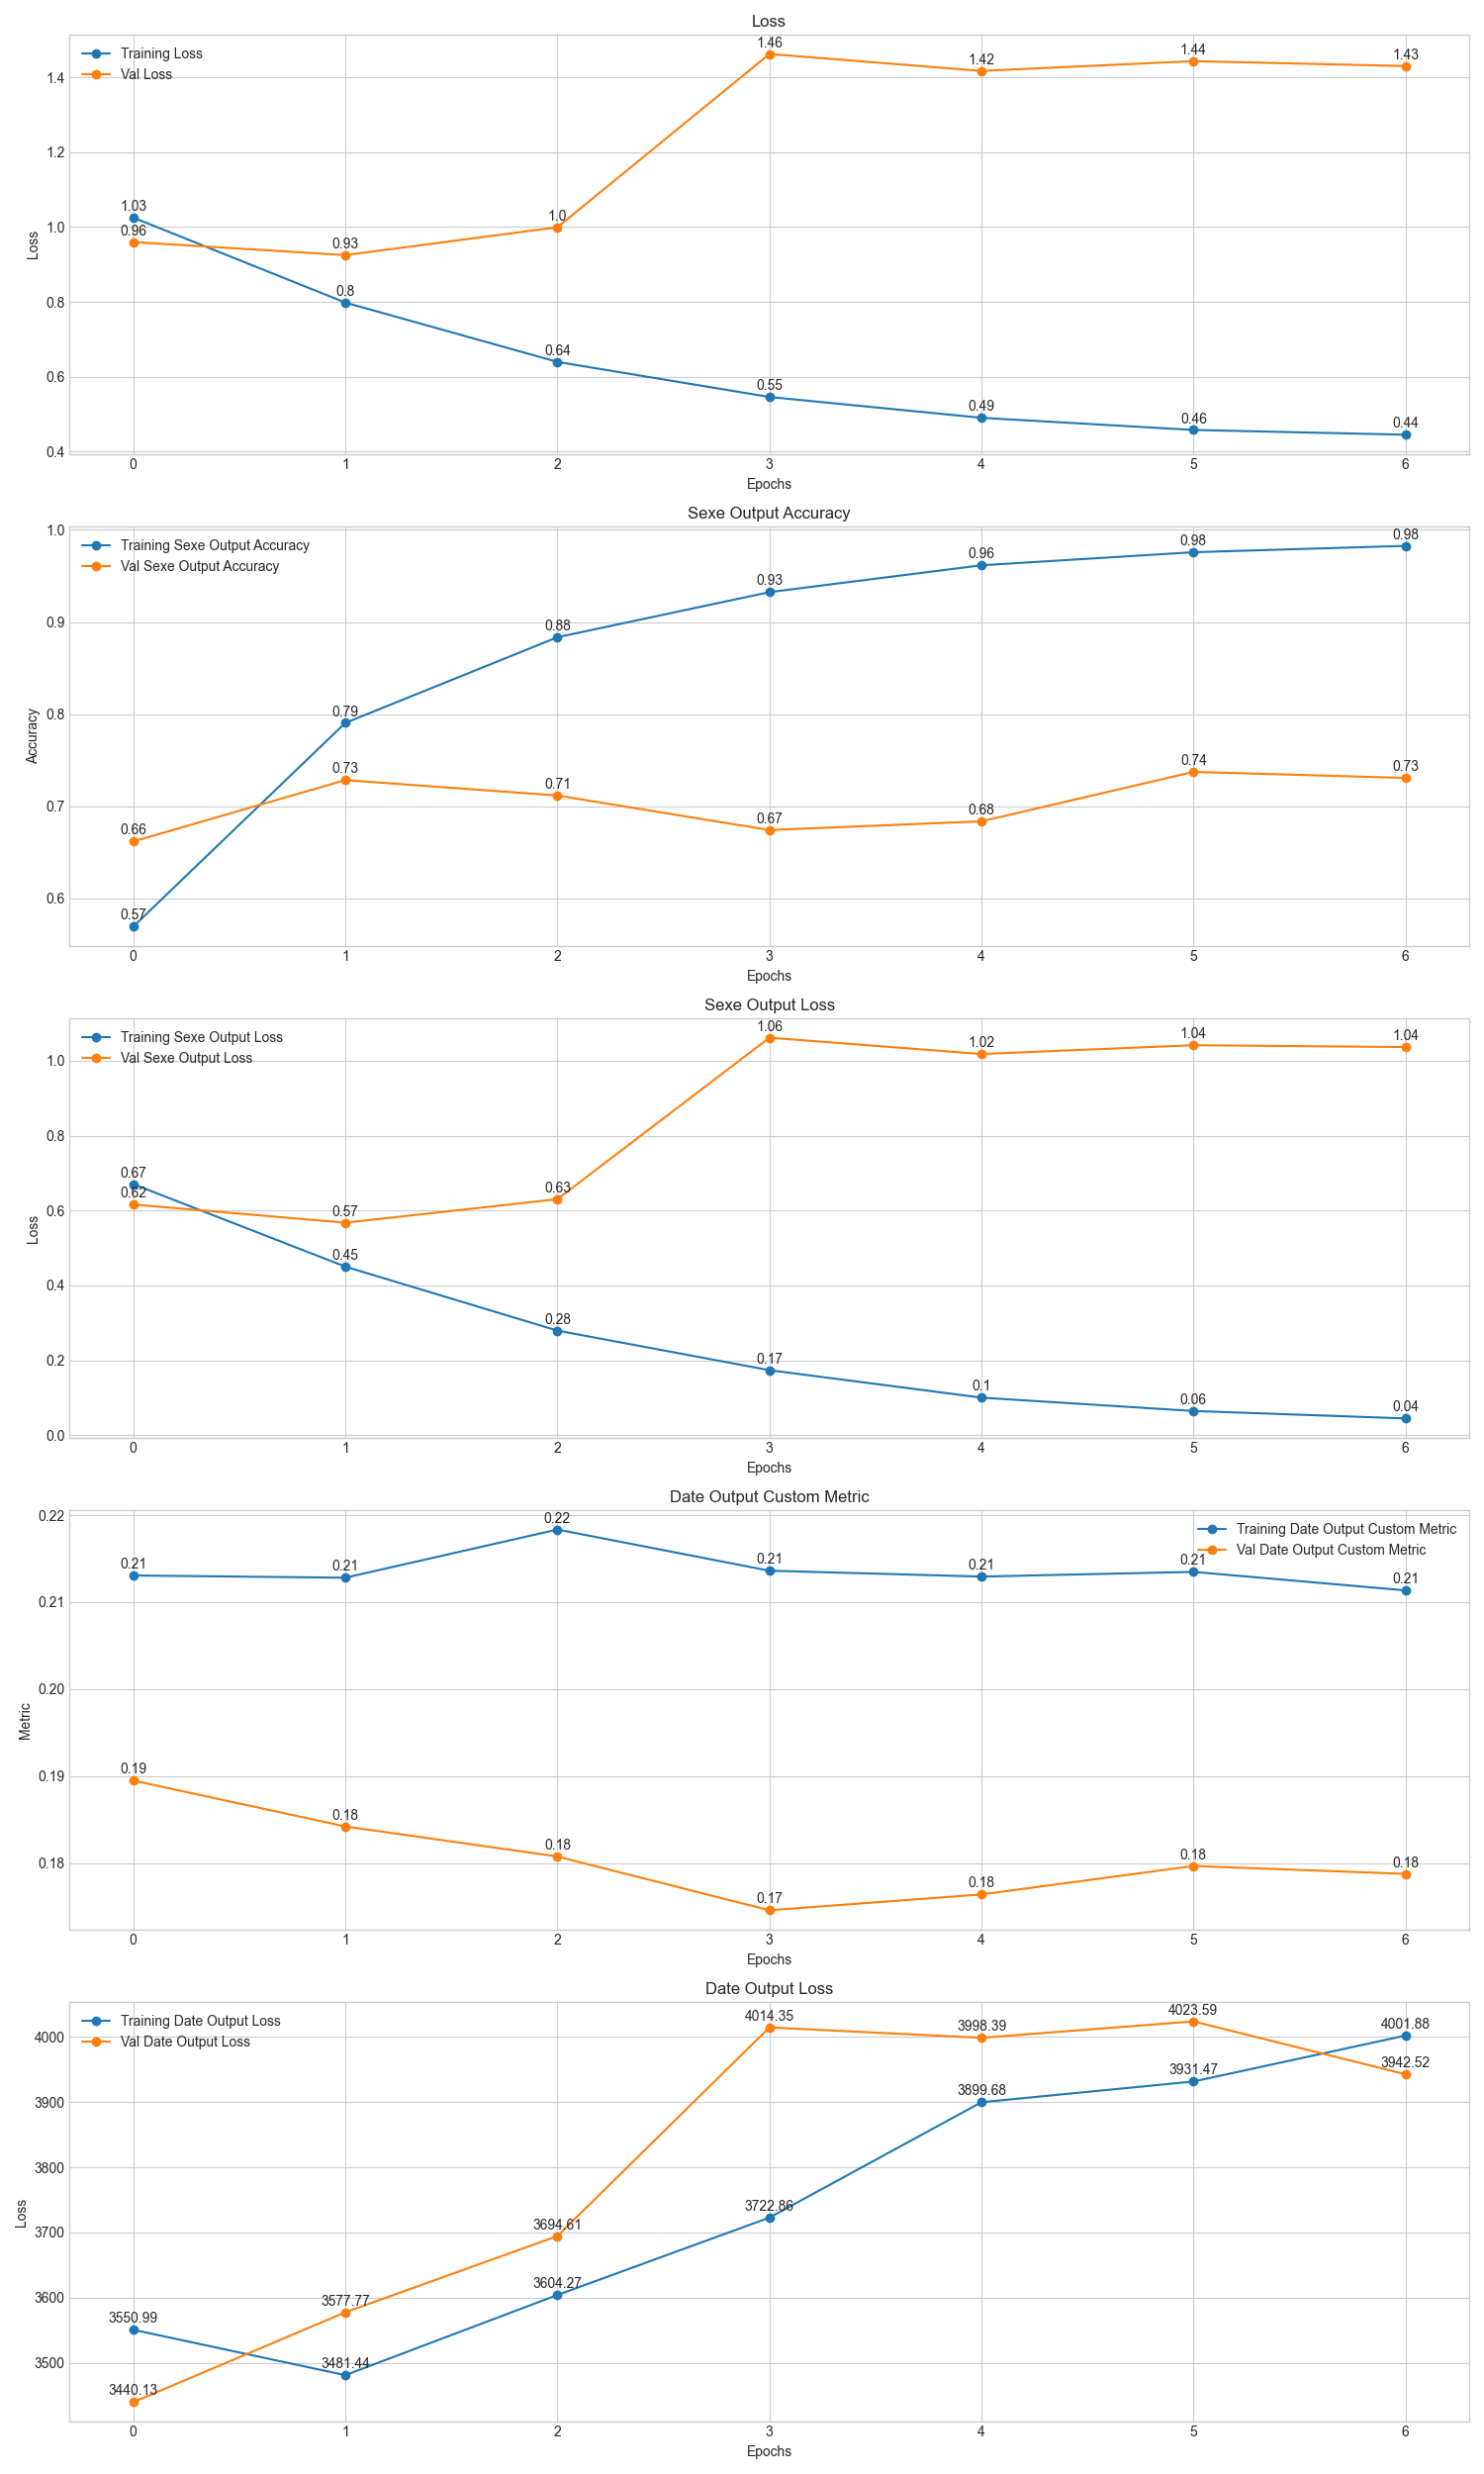 Loss
Training Loss
Val Loss
1.46 1.42 1.44 1.43
1.03 0.96 0.93 1.0
0.8 0.64 0.55 0.49 0.46 0.44
1.4
1.2
1.0
0.8
0.6
0.4
Loss
0 1 2 3 4 5 6
Epochs
Sexe Output Accuracy
Training Sexe Output Accuracy
Val Sexe Output Accuracy
0.57 0.79 0.88 0.93 0.96 0.98 0.98
0.66 0.73 0.71 0.67 0.68 0.74 0.73
1.0
0.9
0.8
0.7
0.6
Accuracy
0 1 2 3 4 5 6
Epochs
Sexe Output Loss
Training Sexe Output Loss
Val Sexe Output Loss
0.67 0.45 0.28 0.17 0.1 0.06 0.04
0.62 0.57 0.63 1.06 1.02 1.04 1.04
1.0
0.8
0.6
0.4
0.2
0.0
Loss
0 1 2 3 4 5 6
Epochs
Date Output Custom Metric
Training Date Output Custom Metric
Val Date Output Custom Metric
0.21 0.21 0.22 0.21 0.21 0.21 0.21
0.19 0.18 0.18 0.17 0.18 0.18 0.18
0.22
0.21
0.20
0.19
0.18
Metric
0 1 2 3 4 5 6
Epochs
Date Output Loss
Training Date Output Loss
Val Date Output Loss
3550.99 3481.44 3604.27 3722.86 3899.68 3931.47 4001.88
3440.13 3577.77 3694.61 4014.35 3998.39 4023.59 3942.52
4000
3900
3800
3700
3600
3500
Loss
0 1 2 3 4 5 6
Epochs